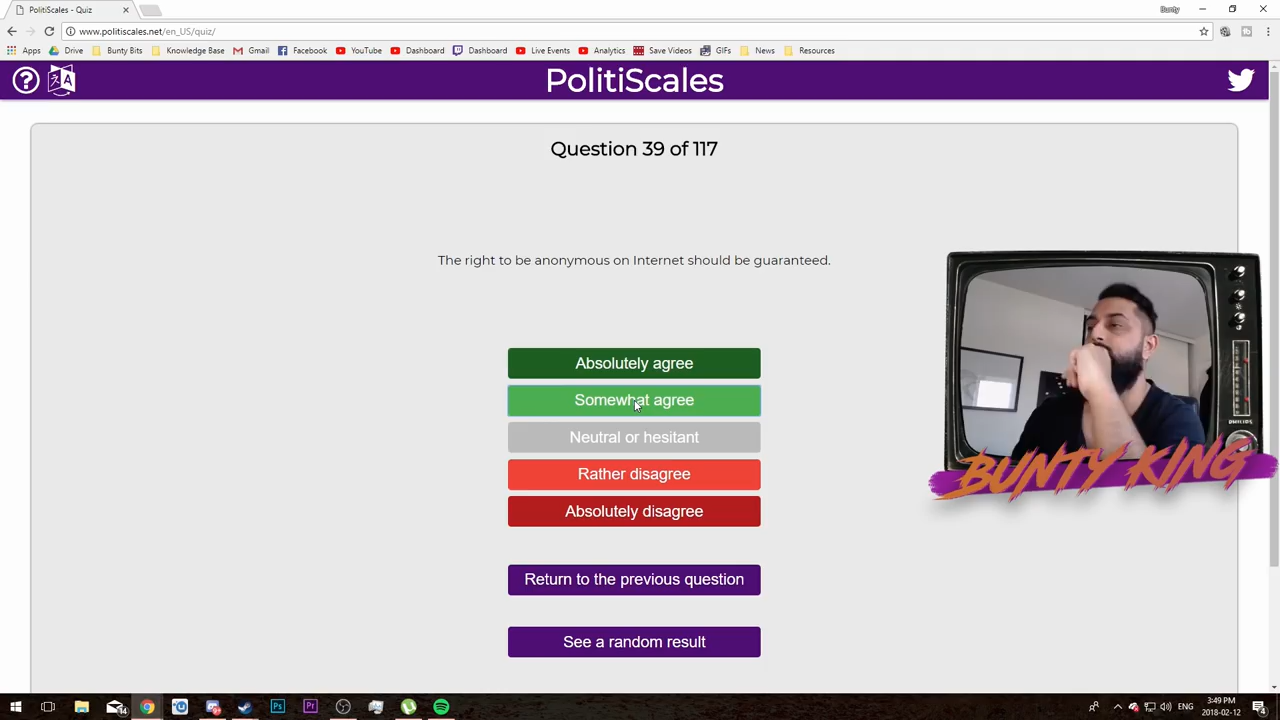 PolitiScales - Quiz
Bunty
www.politiscales.net/en_US/quiz/
Apps Drive Bunty Bits Knowledge Base Gmail Facebook YouTube Dashboard Dashboard Live Events Analytics Save Videos GIFs News Resources
PolitiScales
Question 39 of 117
The right to be anonymous on Internet should be guaranteed.
Absolutely agree
Somewhat agree
Neutral or hesitant
Rather disagree
Absolutely disagree
Return to the previous question
See a random result
PHILIPS
BUNTY KING
ENG
3:49 PM
2018-02-12